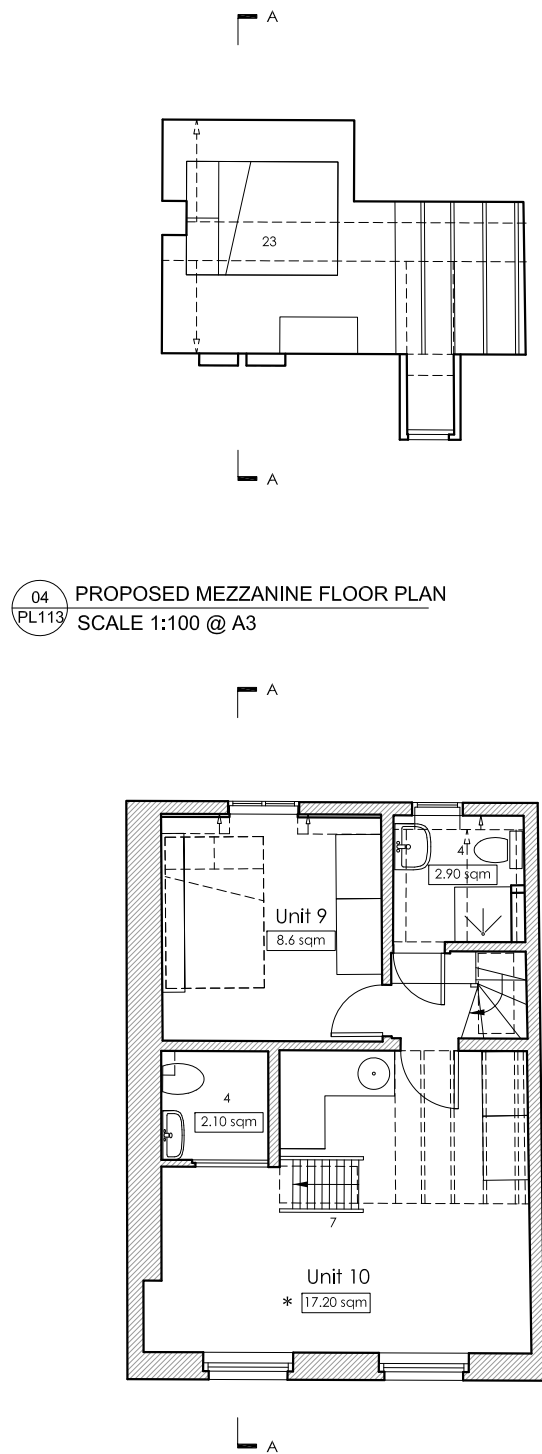 A
23
A
04 PROPOSED MEZZANINE FLOOR PLAN
PL113 SCALE 1:100 @ A3
A
4
2.90 sqm
Unit 9
8.6 sqm
4
2.10 sqm
7
Unit 10
* 17.20 sqm
A